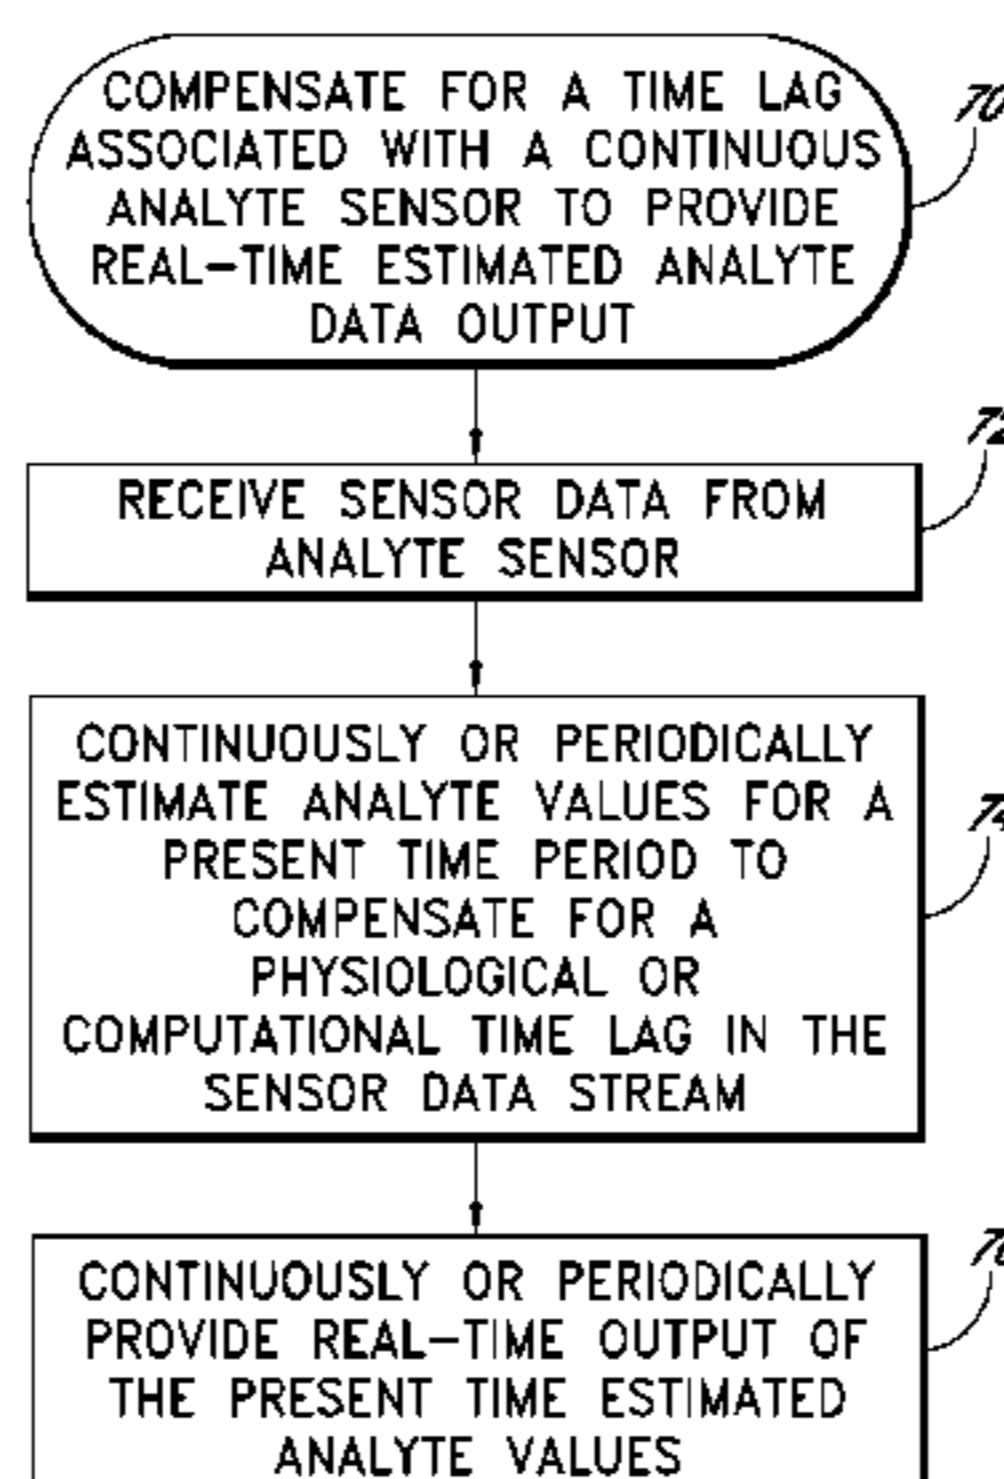 COMPENSATE FOR A TIME LAG
ASSOCIATED WITH A CONTINUOUS
ANALYTE SENSOR TO PROVIDE
REAL-TIME ESTIMATED ANALYTE
DATA OUTPUT
70
RECEIVE SENSOR DATA FROM
ANALYTE SENSOR
72
CONTINUOUSLY OR PERIODICALLY
ESTIMATE ANALYTE VALUES FOR A
PRESENT TIME PERIOD TO
COMPENSATE FOR A
PHYSIOLOGICAL OR
COMPUTATIONAL TIME LAG IN THE
SENSOR DATA STREAM
74
CONTINUOUSLY OR PERIODICALLY
PROVIDE REAL-TIME OUTPUT OF
THE PRESENT TIME ESTIMATED
ANALYTE VALUES